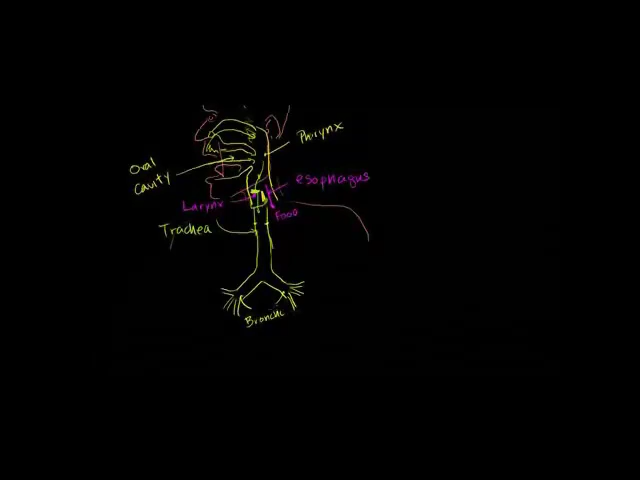 Pharynx
Oral
cavity
esophagus
Larynx
Food
Trachea
Bronchi